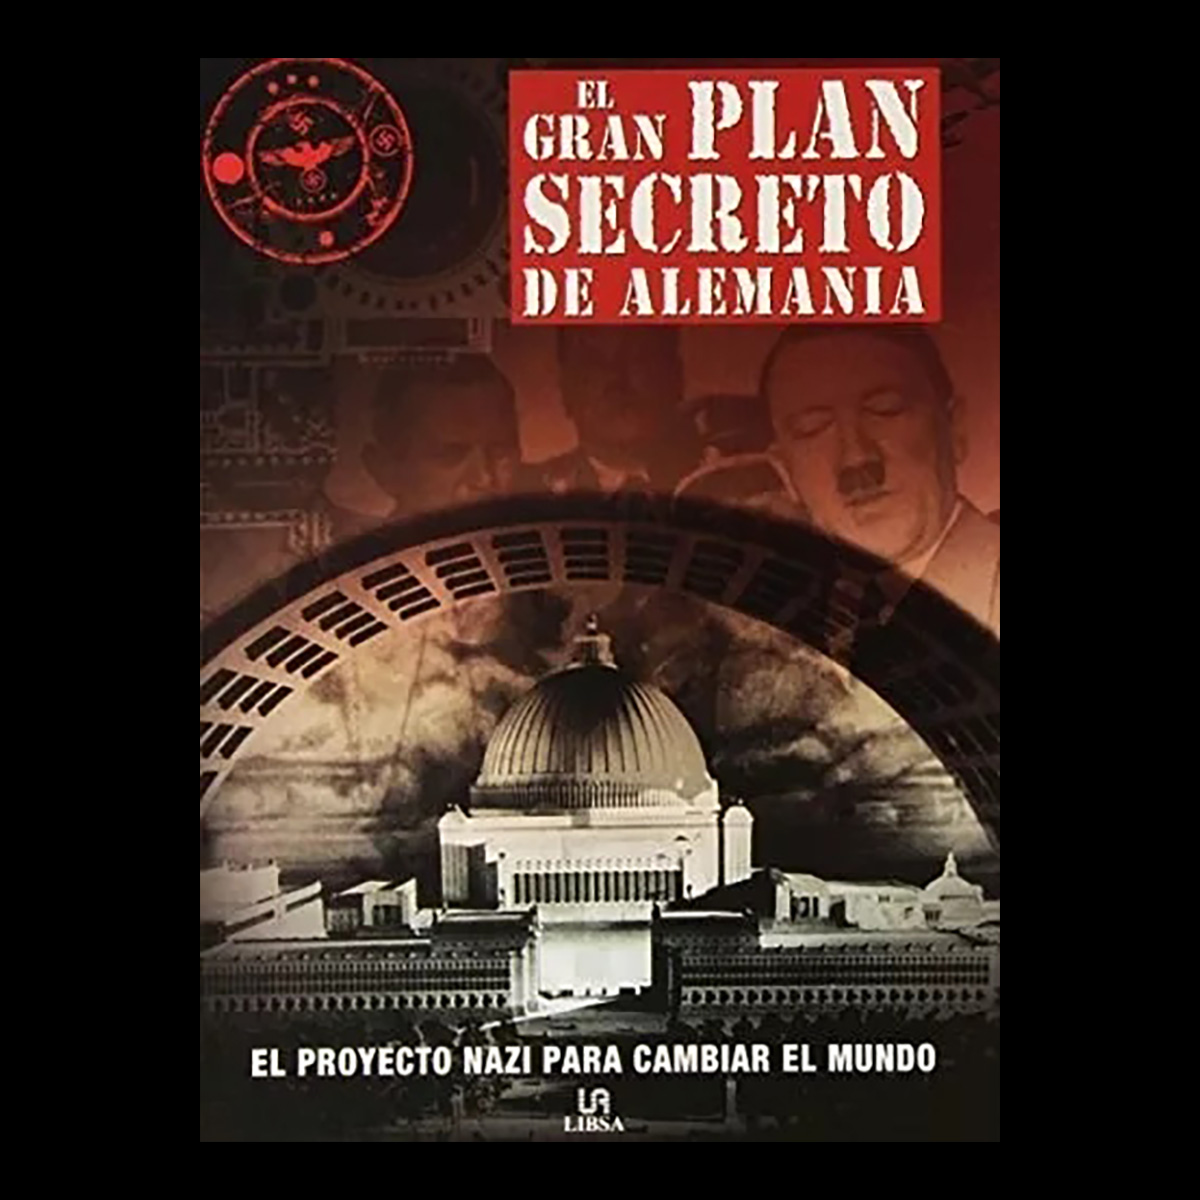 EL
GRAN PLAN
SECRETO
DE ALEMANIA
EL PROYECTO NAZI PARA CAMBIAR EL MUNDO
LIBSA